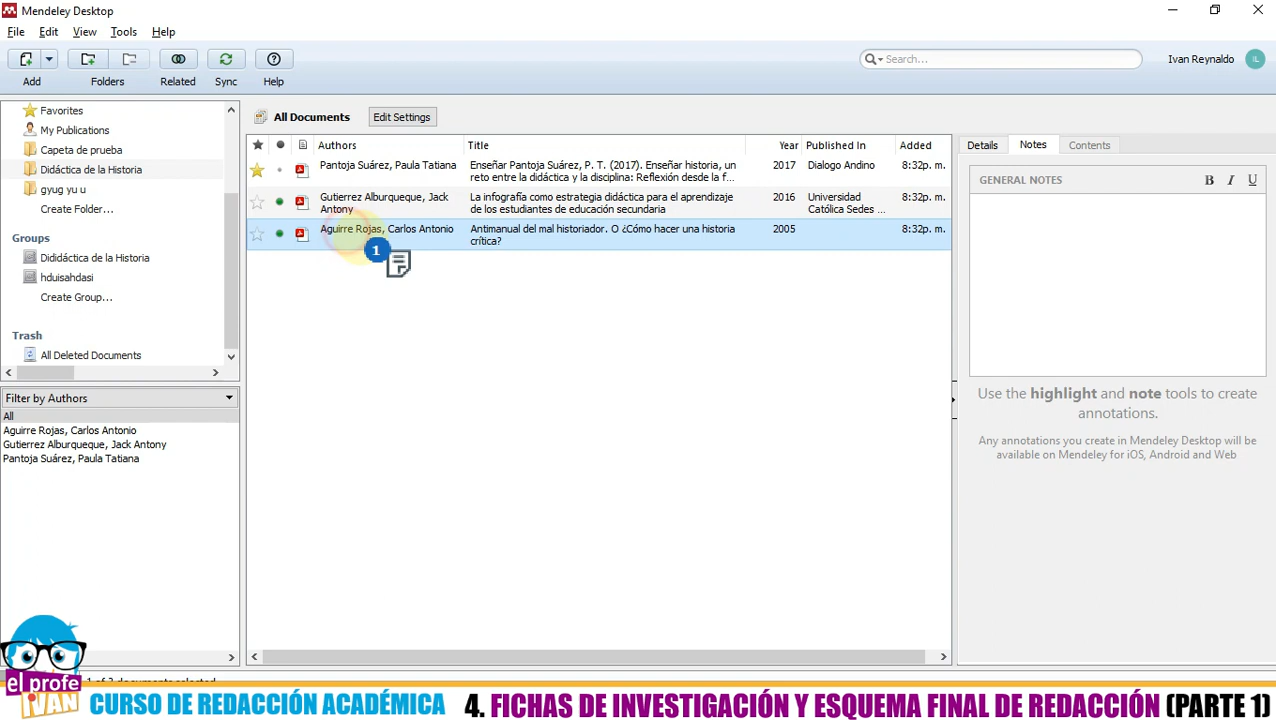 Mendeley Desktop
File Edit View Tools Help
Search...
Ivan Reynaldo IL
Add Folders Related Sync Help
Favorites
My Publications
Capeta de prueba
Didáctica de la Historia
gyug yu u
Create Folder...
Groups
Dididáctica de la Historia
hduisahdasi
Create Group...
Trash
All Deleted Documents
Filter by Authors
All
Aguirre Rojas, Carlos Antonio
Gutierrez Alburqueque, Jack Antony
Pantoja Suárez, Paula Tatiana
All Documents Edit Settings
Authors Title Year Published In Added
Pantoja Suárez, Paula Tatiana Enseñar Pantoja Suárez, P. T. (2017). Enseñar historia, un 2017 Dialogo Andino 8:32p. m.
reto entre la didáctica y la disciplina: Reflexión desde la f...
Gutierrez Alburqueque, Jack La infografía como estrategia didáctica para el aprendizaje 2016 Universidad 8:32p. m.
Antony de los estudiantes de educación secundaria Católica Sedes ...
Aguirre Rojas, Carlos Antonio Antimanual del mal historiador. O ¿Cómo hacer una historia 2005 8:32p. m.
crítica?
1
Details Notes Contents
GENERAL NOTES B I U
Use the highlight and note tools to create
annotations.
Any annotations you create in Mendeley Desktop will be
available on Mendeley for iOS, Android and Web
1 of 3 documents selected
el profe
iVAN
CURSO DE REDACCIÓN ACADÉMICA 4. FICHAS DE INVESTIGACIÓN Y ESQUEMA FINAL DE REDACCIÓN (PARTE 1)